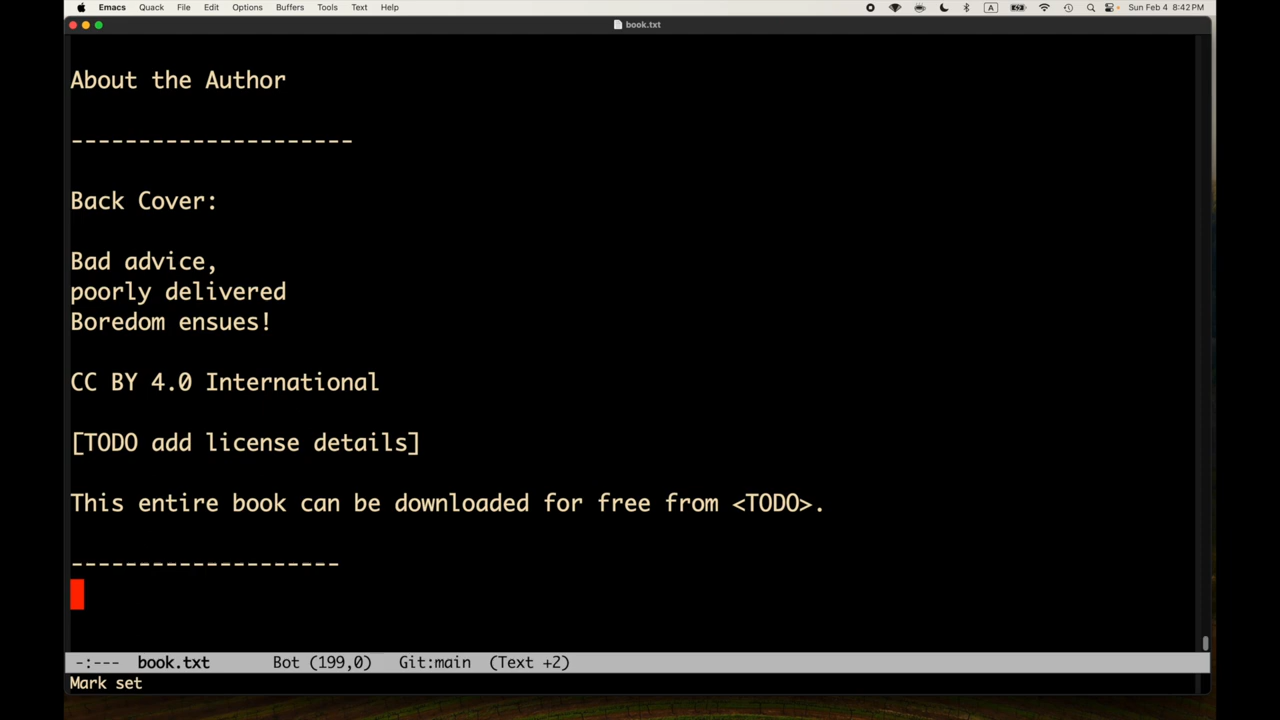 Emacs Quack File Edit Options Buffers Tools Text Help A Sun Feb 4 8:42 PM
book.txt
About the Author
---------------------
Back Cover:
Bad advice,
poorly delivered
Boredom ensues!
CC BY 4.0 International
[TODO add license details]
This entire book can be downloaded for free from <TODO>.
--------------------
-:--- book.txt Bot (199,0) Git:main (Text +2)
Mark set